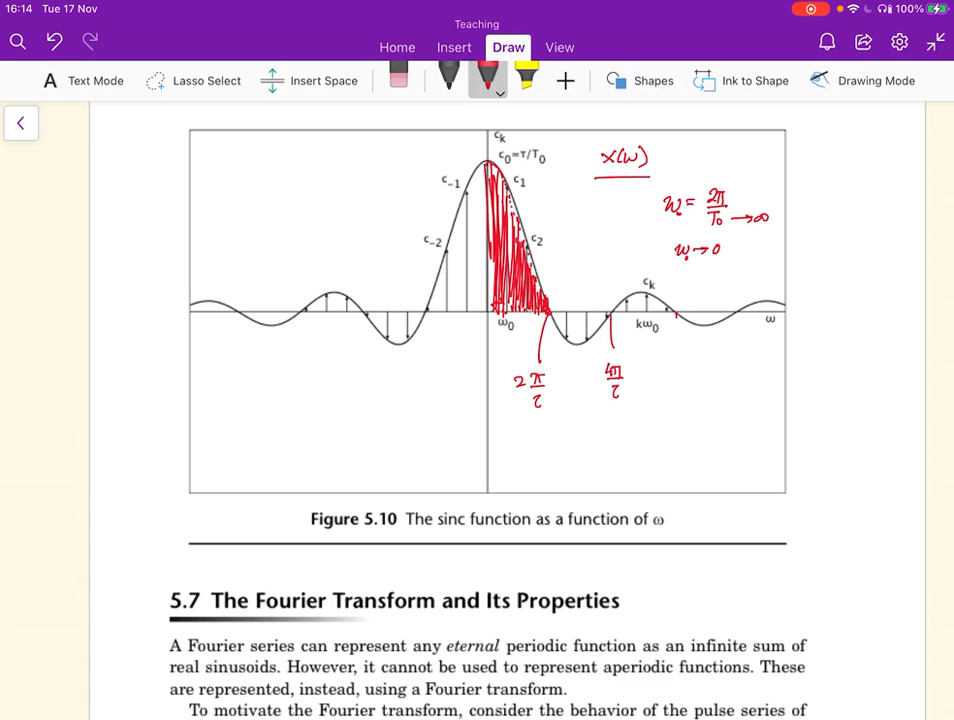 16:14 Tue 17 Nov
100%
Teaching
Home Insert Draw View
A Text Mode Lasso Select Insert Space Shapes Ink to Shape Drawing Mode
cₖ
c₀=τ/T₀
c₋₁
c₁
c₋₂
c₂
cₖ
ω₀
kω₀
ω
X(ω)
ω₀ = 2π/T₀ → ∞
ω₀ → 0
2π/τ
4π/τ
Figure 5.10 The sinc function as a function of ω
5.7 The Fourier Transform and Its Properties
A Fourier series can represent any eternal periodic function as an infinite sum of
real sinusoids. However, it cannot be used to represent aperiodic functions. These
are represented, instead, using a Fourier transform.
To motivate the Fourier transform, consider the behavior of the pulse series of